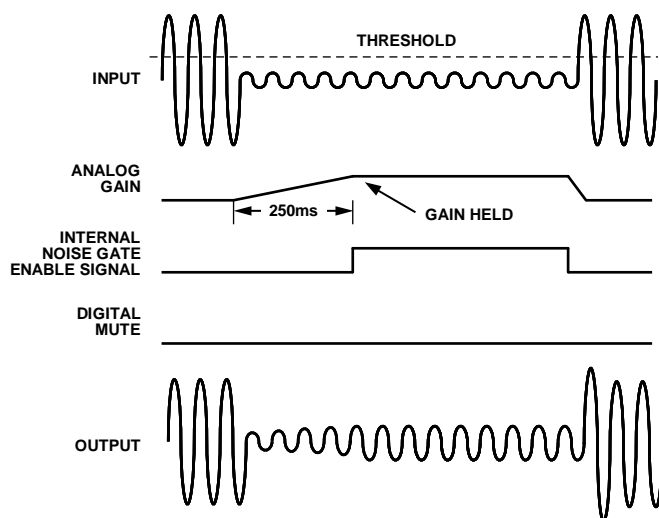 THRESHOLD
INPUT
ANALOG
GAIN
250ms
GAIN HELD
INTERNAL
NOISE GATE
ENABLE SIGNAL
DIGITAL
MUTE
OUTPUT